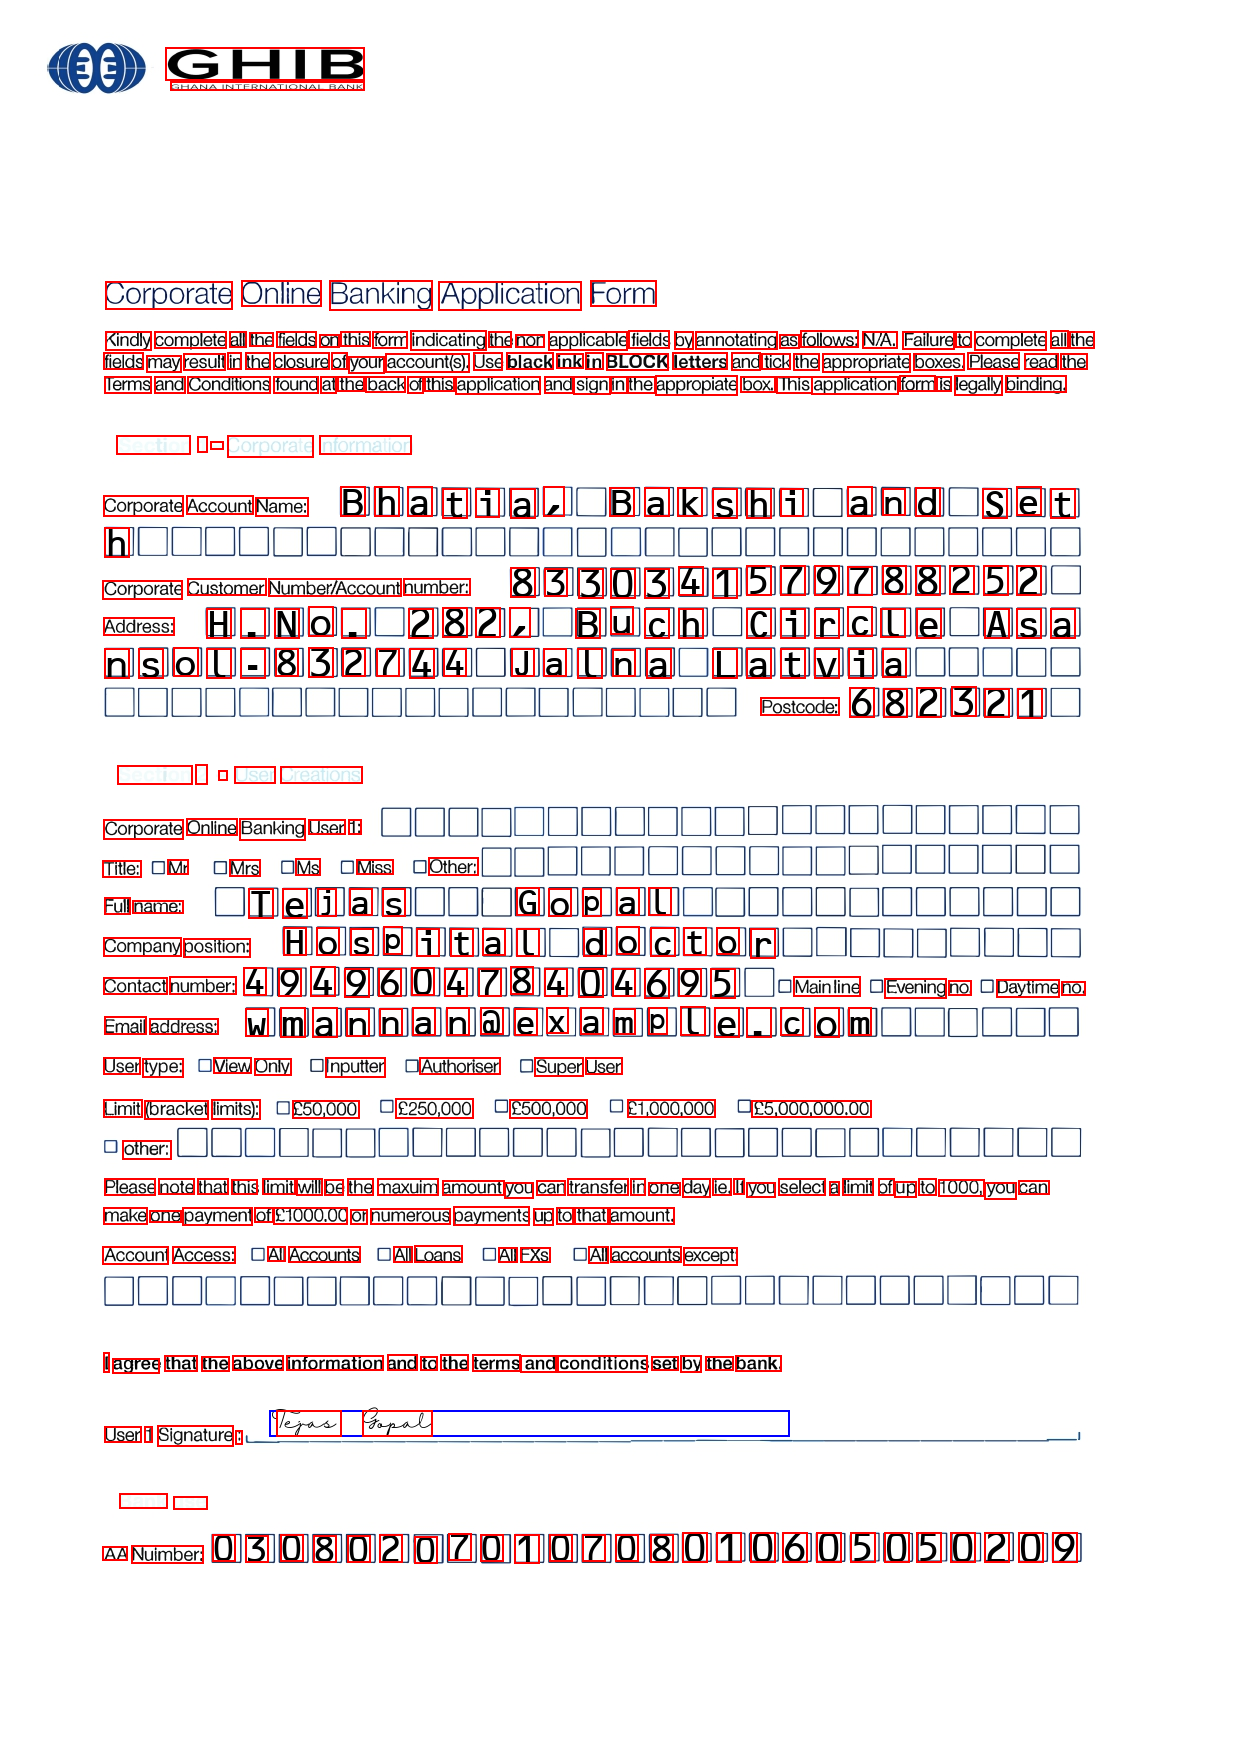 GHIB
GHANA INTERNATIONAL BANK
Corporate Online Banking Application Form
Kindly complete all the fields on this form indicating the non applicable fields by annotating as follows: N/A. Failure to complete all the
fields may result in the closure of your account(s). Use black ink in BLOCK letters and tick the appropriate boxes. Please read the
Terms and Conditions found at the back of this application and sign in the appropiate box. This application form is legally binding.
Section - Corporate Information
Corporate Account Name: Bhatia, Bakshi and Set
h
Corporate Customer Number/Account number: 8330341579788252
Address: H.No. 282, Buch Circle Asa
nsol-832744 Jalna Latvia
Postcode: 682321
Section User Creations
Corporate Online Banking User 1:
Title: Mr Mrs Ms Miss Other:
Full name: Tejas Gopal
Company position: Hospital doctor
Contact number: 494960478404695 Main line Evening no Daytime no.
Email address: wmannan@example.com
User type: View Only Inputter Authoriser Super User
Limit (bracket limits): £50,000 £250,000 £500,000 £1,000,000 £5,000,000.00
other:
Please note that this limit will be the maxuim amount you can transfer in one day ie. If you select a limit of up to 1000, you can
make one payment of £1000.00 or numerous payments up to that amount.
Account Access: All Accounts All Loans All FXs All accounts except
I agree that the above information and to the terms and conditions set by the bank.
User 1 Signature : Tejas Gopal
AA Nuimber: 03080207010708010605050209